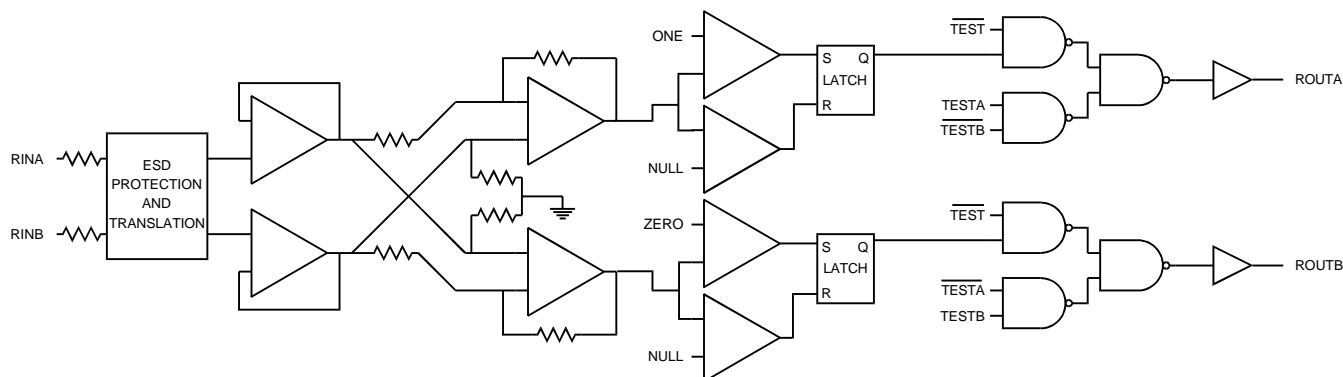 RINA
RINB
ESD
PROTECTION
AND
TRANSLATION
ONE
NULL
S Q
LATCH
R
TEST
TESTA
TESTB
ROUTA
ZERO
NULL
S Q
LATCH
R
TEST
TESTA
TESTB
ROUTB